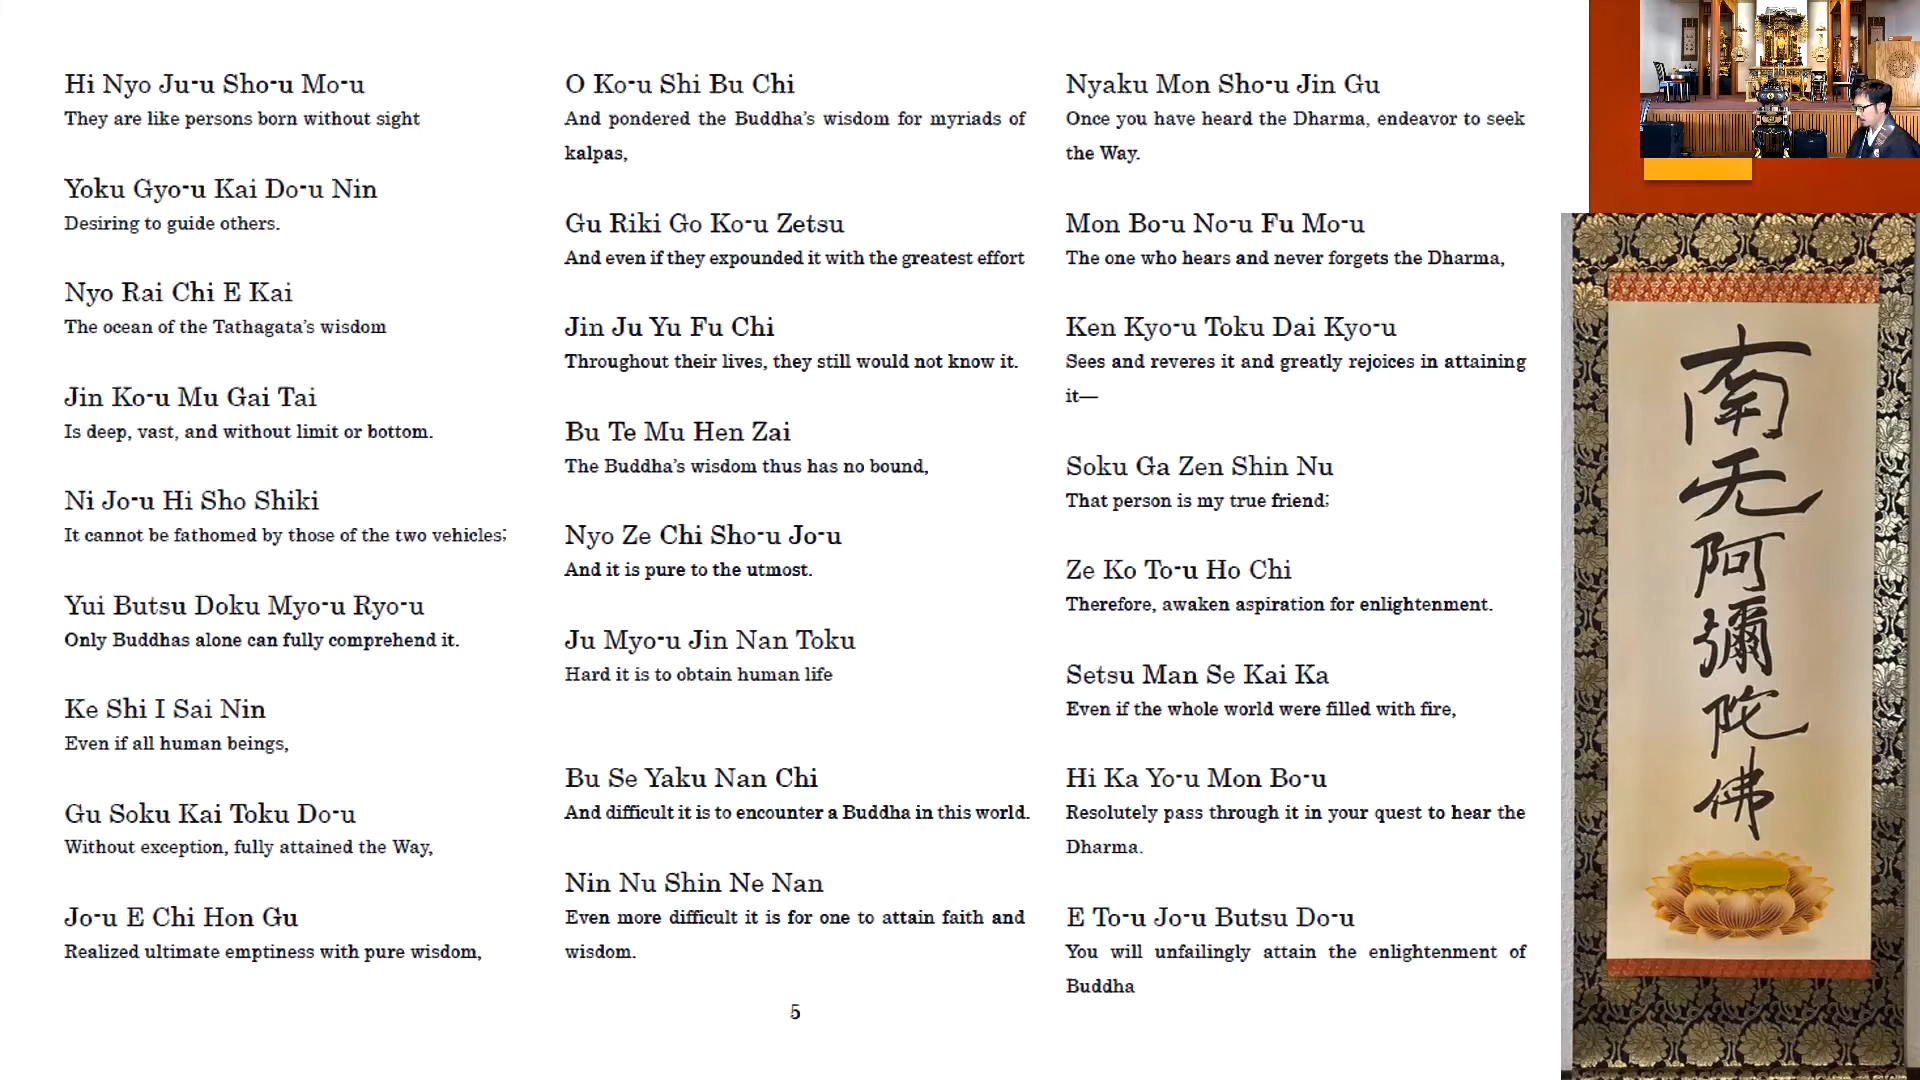 Hi Nyo Ju-u Sho-u Mo-u
They are like persons born without sight
Yoku Gyo-u Kai Do-u Nin
Desiring to guide others.
Nyo Rai Chi E Kai
The ocean of the Tathagata's wisdom
Jin Ko-u Mu Gai Tai
Is deep, vast, and without limit or bottom.
Ni Jo-u Hi Sho Shiki
It cannot be fathomed by those of the two vehicles;
Yui Butsu Doku Myo-u Ryo-u
Only Buddhas alone can fully comprehend it.
Ke Shi I Sai Nin
Even if all human beings,
Gu Soku Kai Toku Do-u
Without exception, fully attained the Way,
Jo-u E Chi Hon Gu
Realized ultimate emptiness with pure wisdom,
O Ko-u Shi Bu Chi
And pondered the Buddha's wisdom for myriads of
kalpas,
Gu Riki Go Ko-u Zetsu
And even if they expounded it with the greatest effort
Jin Ju Yu Fu Chi
Throughout their lives, they still would not know it.
Bu Te Mu Hen Zai
The Buddha's wisdom thus has no bound,
Nyo Ze Chi Sho-u Jo-u
And it is pure to the utmost.
Ju Myo-u Jin Nan Toku
Hard it is to obtain human life
Bu Se Yaku Nan Chi
And difficult it is to encounter a Buddha in this world.
Nin Nu Shin Ne Nan
Even more difficult it is for one to attain faith and
wisdom.
Nyaku Mon Sho-u Jin Gu
Once you have heard the Dharma, endeavor to seek
the Way.
Mon Bo-u No-u Fu Mo-u
The one who hears and never forgets the Dharma,
Ken Kyo-u Toku Dai Kyo-u
Sees and reveres it and greatly rejoices in attaining
it—
Soku Ga Zen Shin Nu
That person is my true friend;
Ze Ko To-u Ho Chi
Therefore, awaken aspiration for enlightenment.
Setsu Man Se Kai Ka
Even if the whole world were filled with fire,
Hi Ka Yo-u Mon Bo-u
Resolutely pass through it in your quest to hear the
Dharma.
E To-u Jo-u Butsu Do-u
You will unfailingly attain the enlightenment of
Buddha
5
南无阿彌陀佛